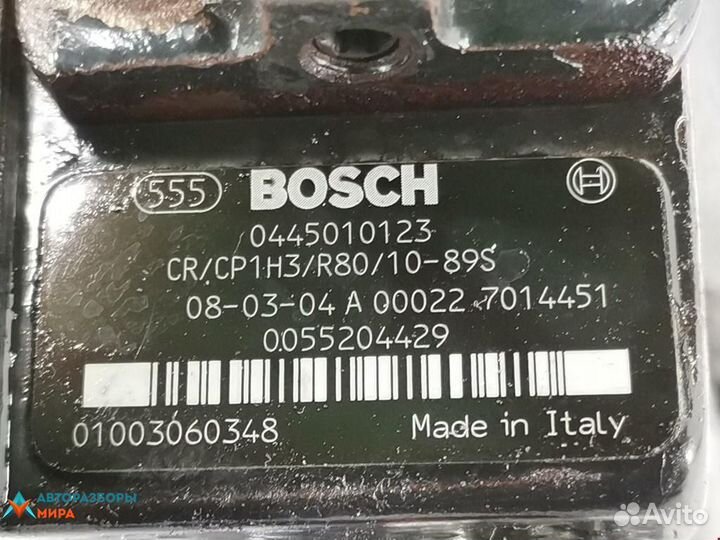 555 BOSCH
0445010123
CR/CP1H3/R80/10-89S
08-03-04 A 00022 7014451
0055204429
01003060348 Made in Italy
АВТОРАЗБОРЫ
МИРА
Avito